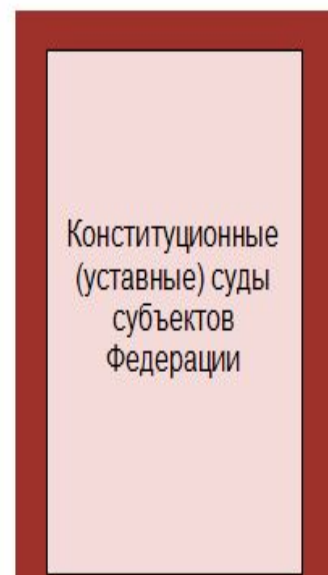 Конституционные
(уставные) суды
субъектов
Федерации